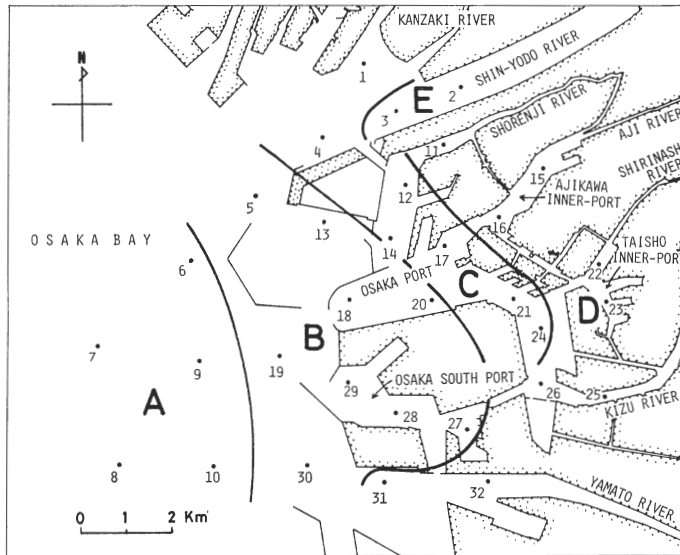 KANZAKI RIVER
N
1
E
2
SHIN-YODO RIVER
3
SHORENJI RIVER
4
11
AJI RIVER
SHIRINASHI
RIVER
15
12
AJIKAWA
INNER-PORT
5
13
16
TAISHO
INNER-PORT
OSAKA BAY
14
17
6
OSAKA PORT
22
C
18
20
21
D
23
B
24
7
9
19
OSAKA SOUTH PORT
29
26
25
A
KIZU RIVER
28
27
8
10
30
31
32
YAMATO RIVER
0 1 2 Km